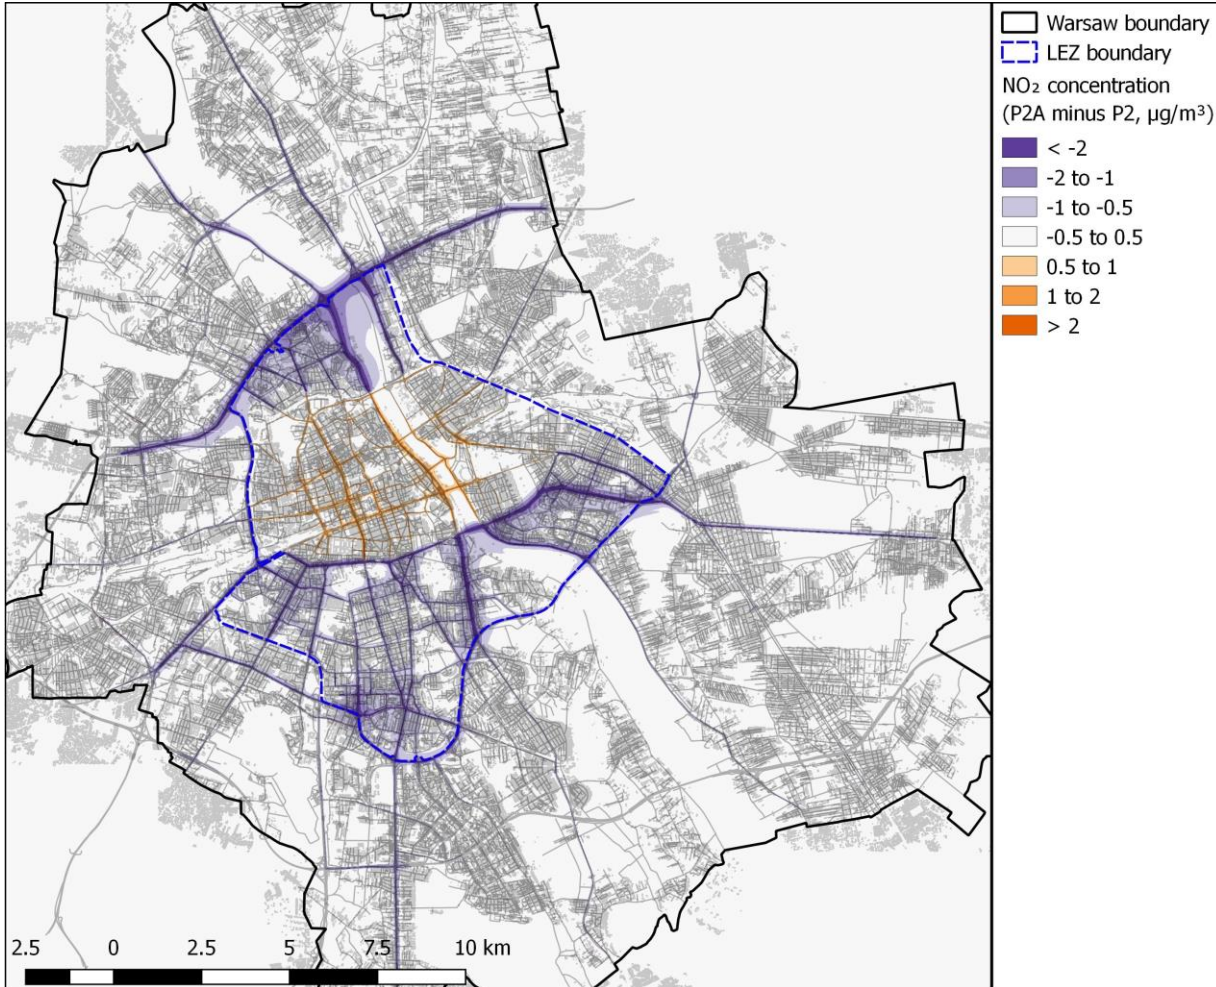 Warsaw boundary
LEZ boundary
NO₂ concentration
(P2A minus P2, µg/m³)
< -2
-2 to -1
-1 to -0.5
-0.5 to 0.5
0.5 to 1
1 to 2
> 2
2.5 0 2.5 5 7.5 10 km